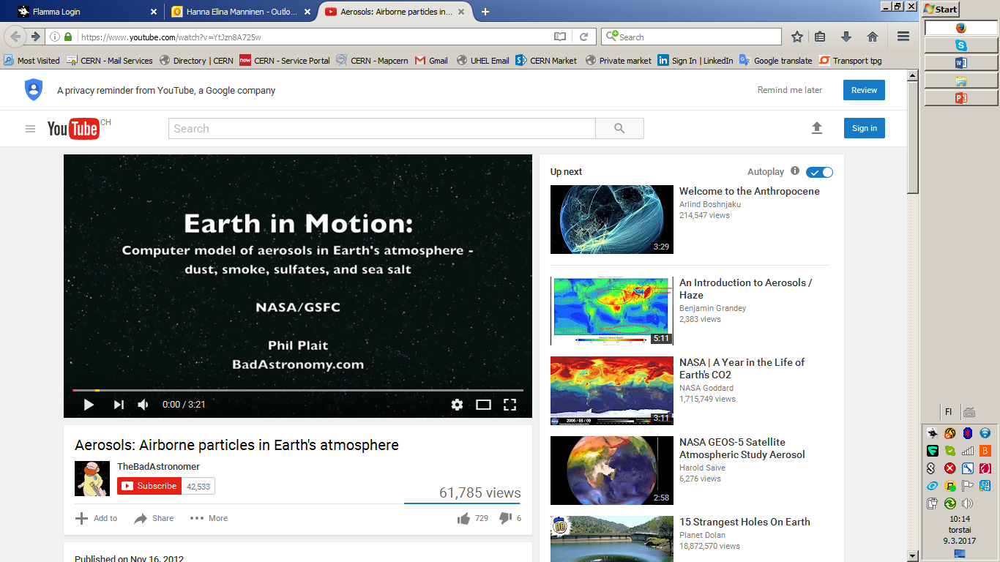 Flamma Login
Hanna Elina Manninen - Outlo...
Aerosols: Airborne particles in...
Start
https://www.youtube.com/watch?v=YtJzn8A725w
Search
Most Visited
CERN - Mail Services
Directory | CERN
now
CERN - Service Portal
CERN - Mapcern
Gmail
UHEL Email
CERN Market
Private market
Sign In | LinkedIn
Google translate
Transport tpg
A privacy reminder from YouTube, a Google company
Remind me later
Review
YouTube CH
Search
Sign in
Earth in Motion:
Computer model of aerosols in Earth's atmosphere -
dust, smoke, sulfates, and sea salt
NASA/GSFC
Phil Plait
BadAstronomy.com
0:00 / 3:21
Aerosols: Airborne particles in Earth's atmosphere
TheBadAstronomer
Subscribe
42,533
61,785 views
Add to
Share
More
729
6
Published on Nov 16, 2012
Up next
Autoplay
3:29
Welcome to the Anthropocene
Arlind Boshnjaku
214,547 views
5:11
An Introduction to Aerosols /
Haze
Benjamin Grandey
2,383 views
3:11
NASA | A Year in the Life of
Earth's CO2
NASA Goddard
1,715,749 views
2:58
NASA GEOS-5 Satellite
Atmospheric Study Aerosol
Harold Saive
6,276 views
15 Strangest Holes On Earth
Planet Dolan
18,872,570 views
FI
10:14
torstai
9.3.2017